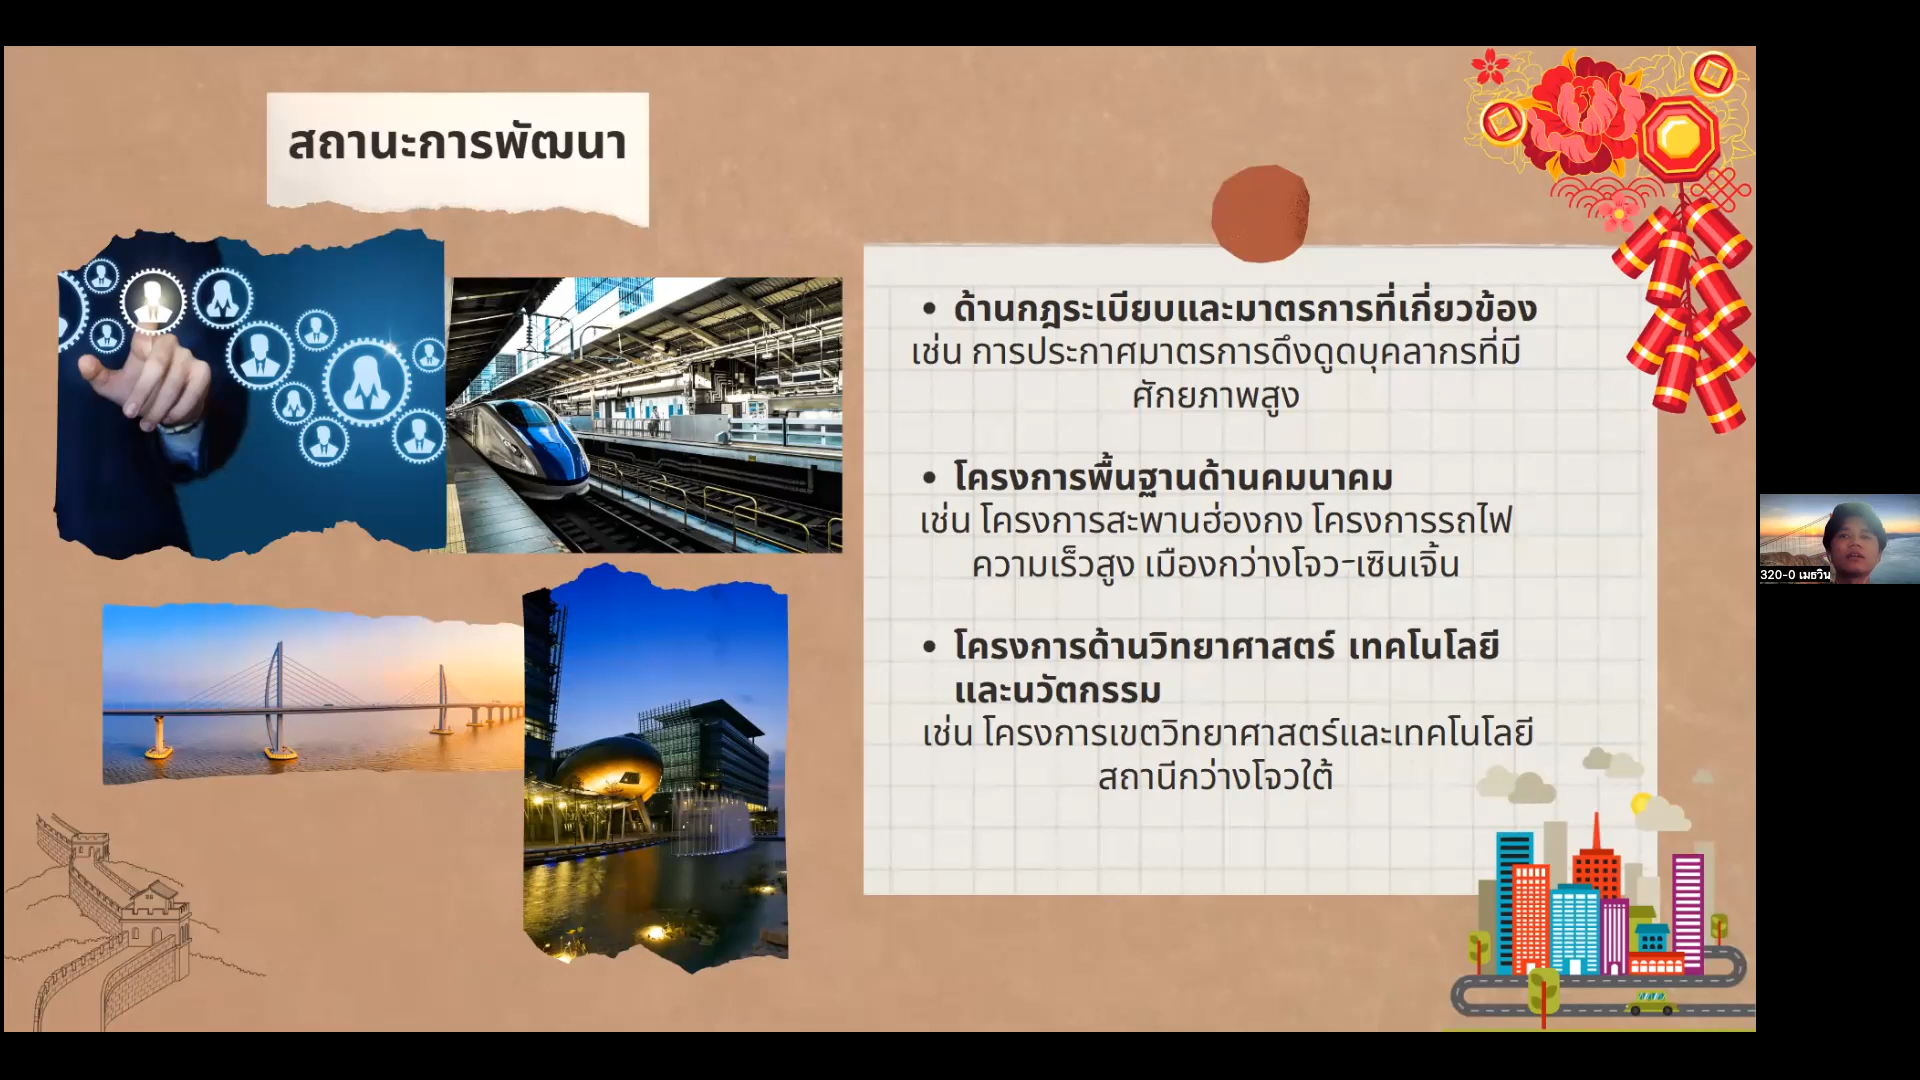 สถานะการพัฒนา
• ด้านกฎระเบียบและมาตรการที่เกี่ยวข้อง
เช่น การประกาศมาตรการดึงดูดบุคลากรที่มี
ศักยภาพสูง
• โครงการพื้นฐานด้านคมนาคม
เช่น โครงการสะพานฮ่องกง โครงการรถไฟ
ความเร็วสูง เมืองกว่างโจว-เซินเจิ้น
• โครงการด้านวิทยาศาสตร์ เทคโนโลยี
และนวัตกรรม
เช่น โครงการเขตวิทยาศาสตร์และเทคโนโลยี
สถานีกว่างโจวใต้
320-0 เมธวิน